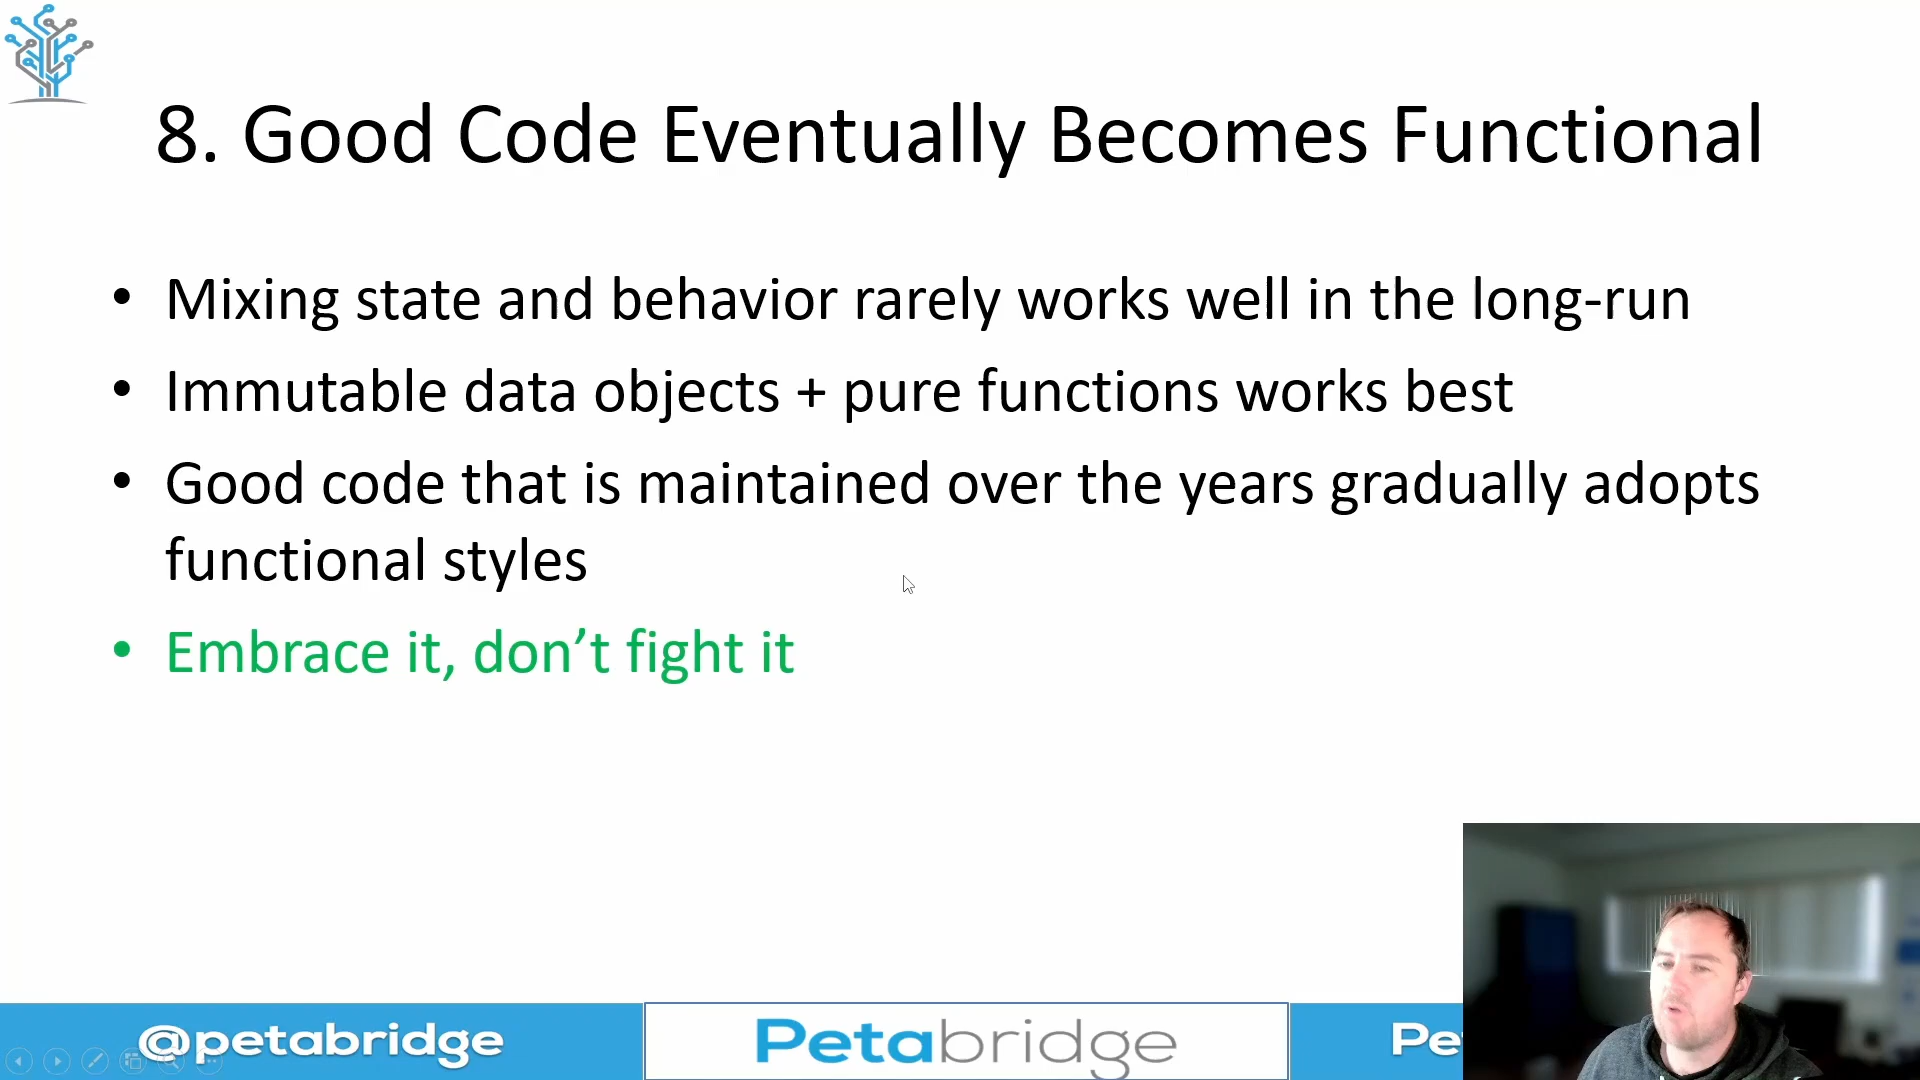 8. Good Code Eventually Becomes Functional
• Mixing state and behavior rarely works well in the long-run
• Immutable data objects + pure functions works best
• Good code that is maintained over the years gradually adopts
functional styles
• Embrace it, don’t fight it
@petabridge
Petabridge
Pe